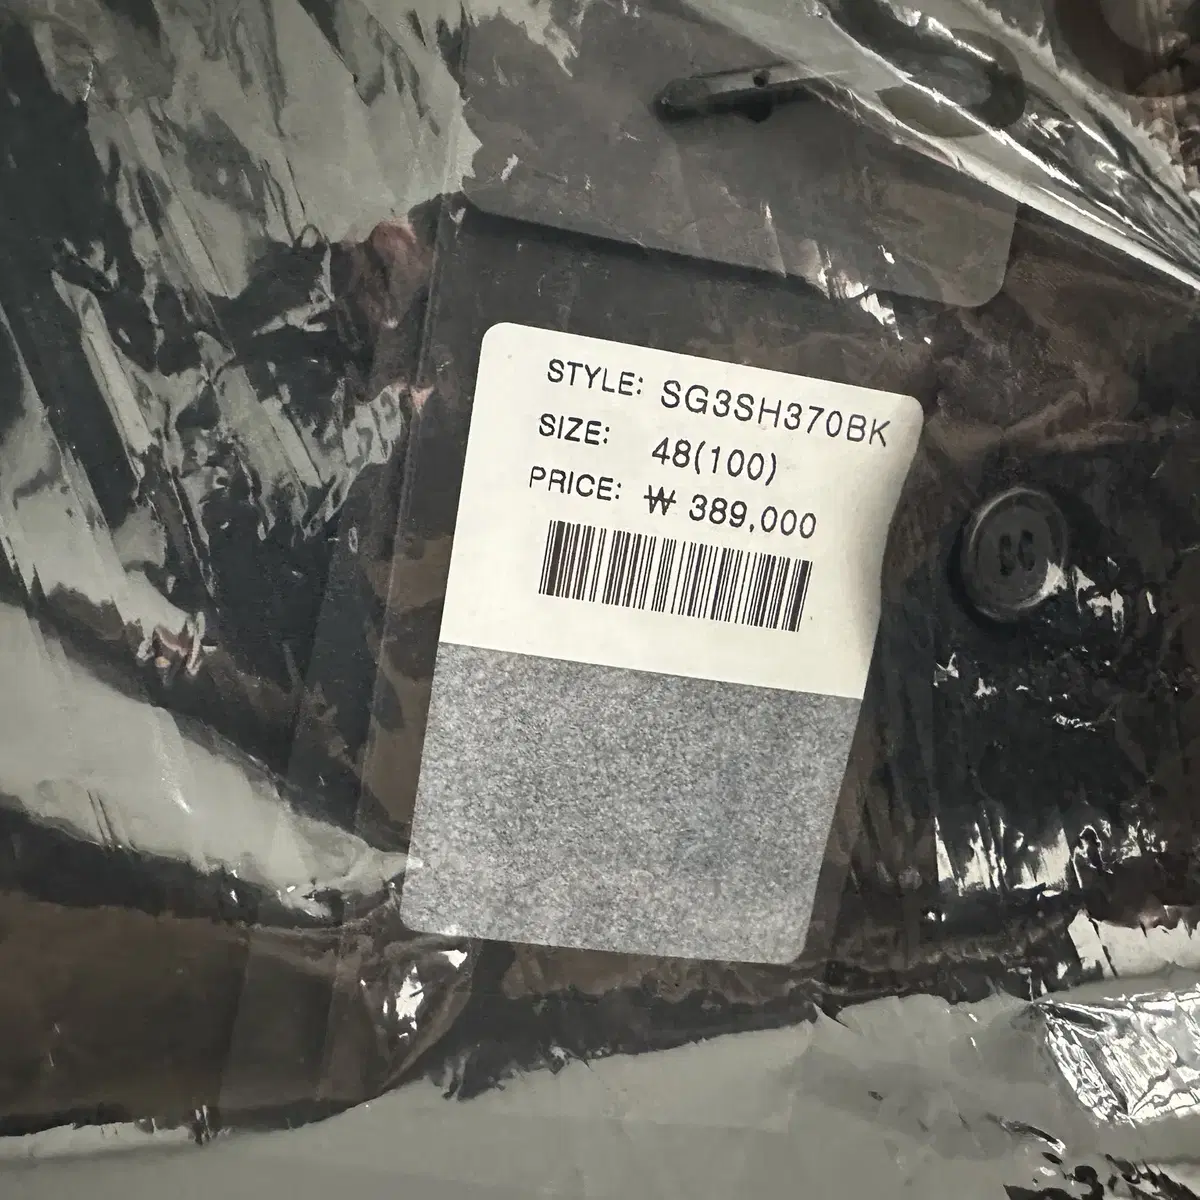 STYLE: SG3SH370BK
SIZE: 48(100)
PRICE: ₩ 389,000